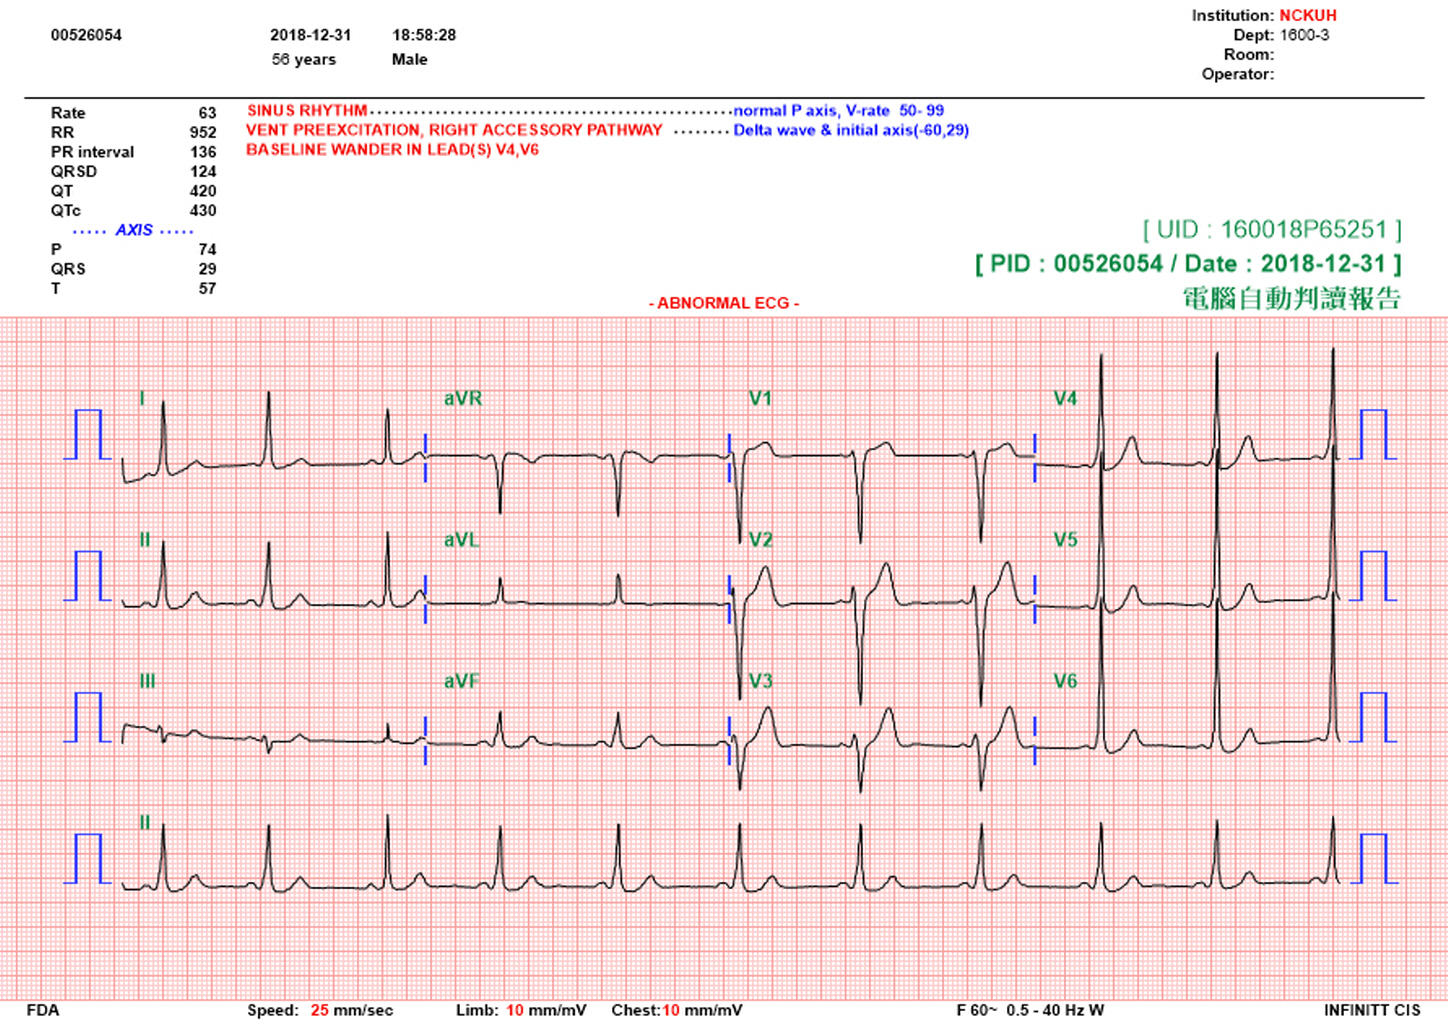 Institution: NCKUH
00526054 2018-12-31 18:58:28 Dept: 1600-3
56 years Male Room:
Operator:
Rate 63 SINUS RHYTHM normal P axis, V-rate 50- 99
RR 952 VENT PREEXCITATION, RIGHT ACCESSORY PATHWAY Delta wave & initial axis(-60,29)
PR interval 136 BASELINE WANDER IN LEAD(S) V4,V6
QRSD 124
QT 420
QTc 430
AXIS
[ UID : 160018P65251 ]
P 74
[ PID : 00526054 / Date : 2018-12-31 ]
QRS 29
T 57
電腦自動判讀報告
- ABNORMAL ECG -
I aVR V1 V4
II aVL V2 V5
III aVF V3 V6
II
FDA Speed: 25 mm/sec Limb: 10 mm/mV Chest:10 mm/mV F 60~ 0.5 - 40 Hz W INFINITT CIS